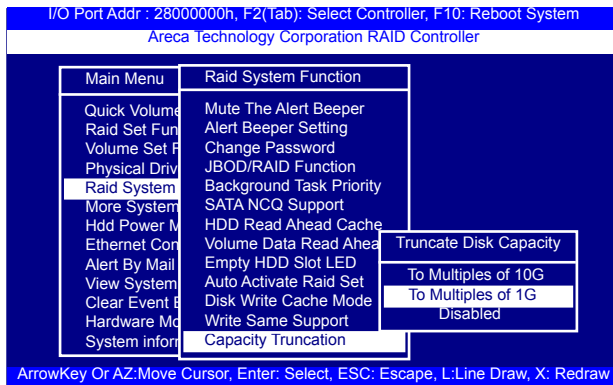 I/O Port Addr : 28000000h, F2(Tab): Select Controller, F10: Reboot System
Areca Technology Corporation RAID Controller
Main Menu
Quick Volume
Raid Set Fun
Volume Set F
Physical Driv
Raid System
More System
Hdd Power M
Ethernet Con
Alert By Mail
View System
Clear Event B
Hardware Mo
System inform
Raid System Function
Mute The Alert Beeper
Alert Beeper Setting
Change Password
JBOD/RAID Function
Background Task Priority
SATA NCQ Support
HDD Read Ahead Cache
Volume Data Read Ahea
Empty HDD Slot LED
Auto Activate Raid Set
Disk Write Cache Mode
Write Same Support
Capacity Truncation
Truncate Disk Capacity
To Multiples of 10G
To Multiples of 1G
Disabled
ArrowKey Or AZ:Move Cursor, Enter: Select, ESC: Escape, L:Line Draw, X: Redraw